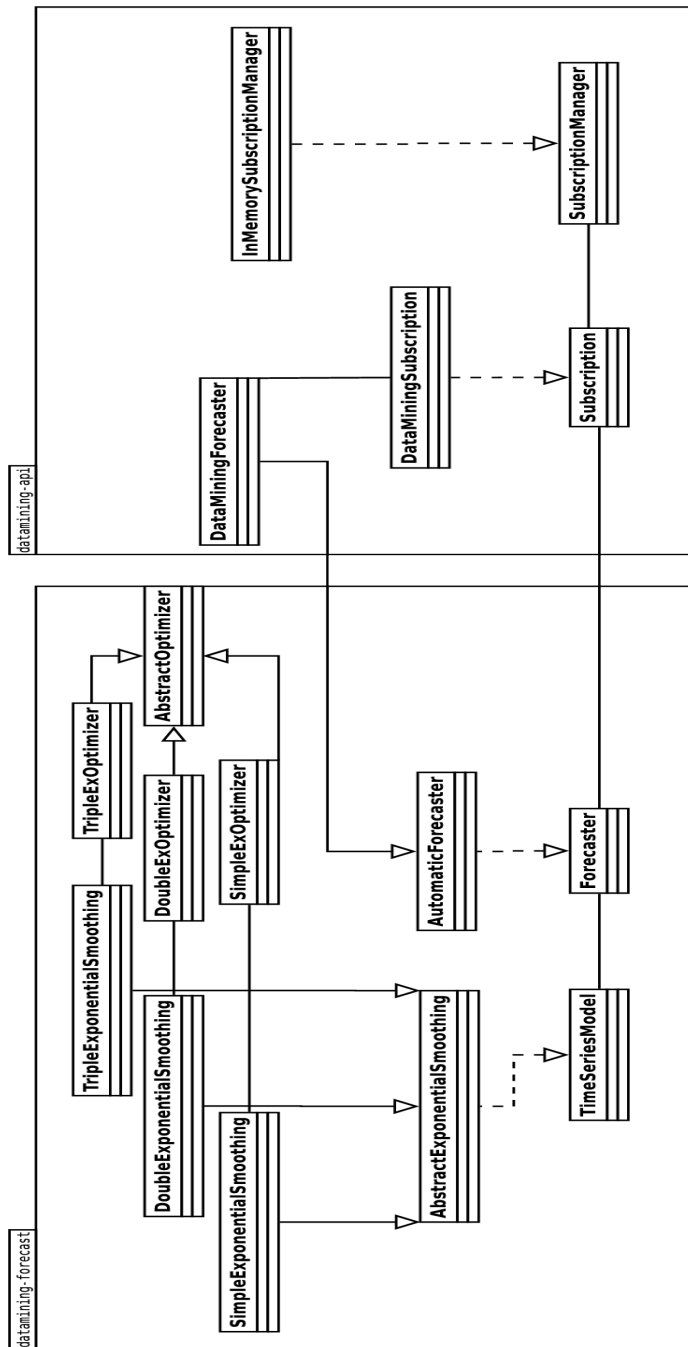 datamining-forecast
TripleExponentialSmoothing
TripleExOptimizer
DoubleExponentialSmoothing
DoubleExOptimizer
AbstractOptimizer
SimpleExponentialSmoothing
SimpleExOptimizer
AbstractExponentialSmoothing
AutomaticForecaster
TimeSeriesModel
Forecaster
datamining-api
DataMiningForecaster
InMemorySubscriptionManager
DataMiningSubscription
Subscription
SubscriptionManager